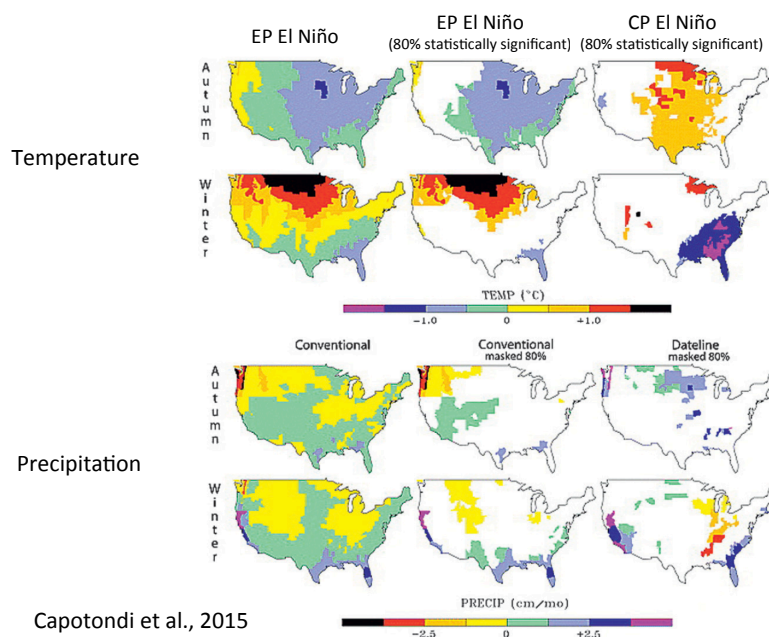 EP El Niño
EP El Niño
(80% statistically significant)
CP El Niño
(80% statistically significant)
Autumn
Temperature
Winter
TEMP (°C)
-1.0 0 +1.0
Conventional
Conventional
masked 80%
Dateline
masked 80%
Autumn
Precipitation
Winter
Capotondi et al., 2015
PRECIP (cm/mo)
-2.5 0 +2.5